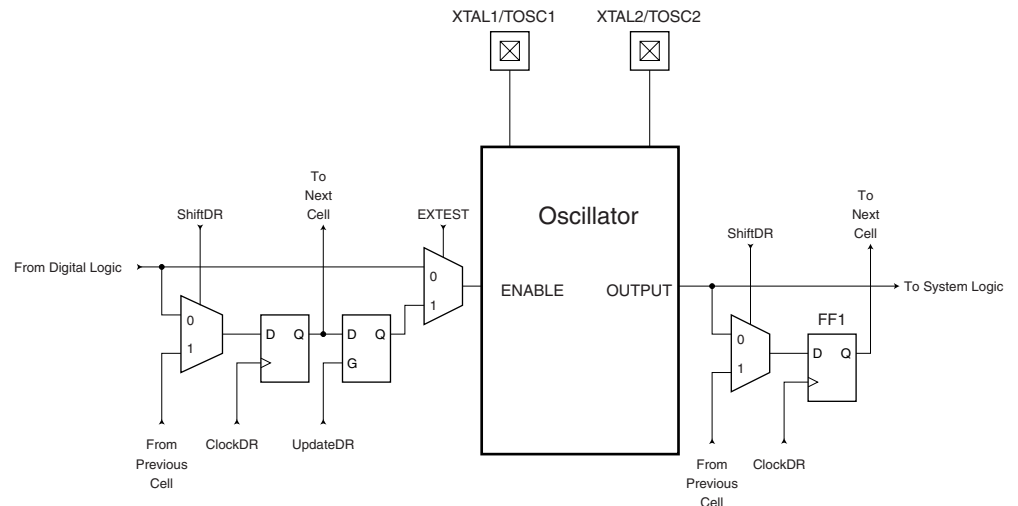 XTAL1/TOSC1
XTAL2/TOSC2
To
Next
Cell
ShiftDR
EXTEST
From Digital Logic
0
1
D Q
D Q
G
0
1
From
Previous
Cell
ClockDR
UpdateDR
Oscillator
ENABLE
OUTPUT
To
Next
Cell
ShiftDR
To System Logic
FF1
0
1
D Q
From
Previous
Cell
ClockDR